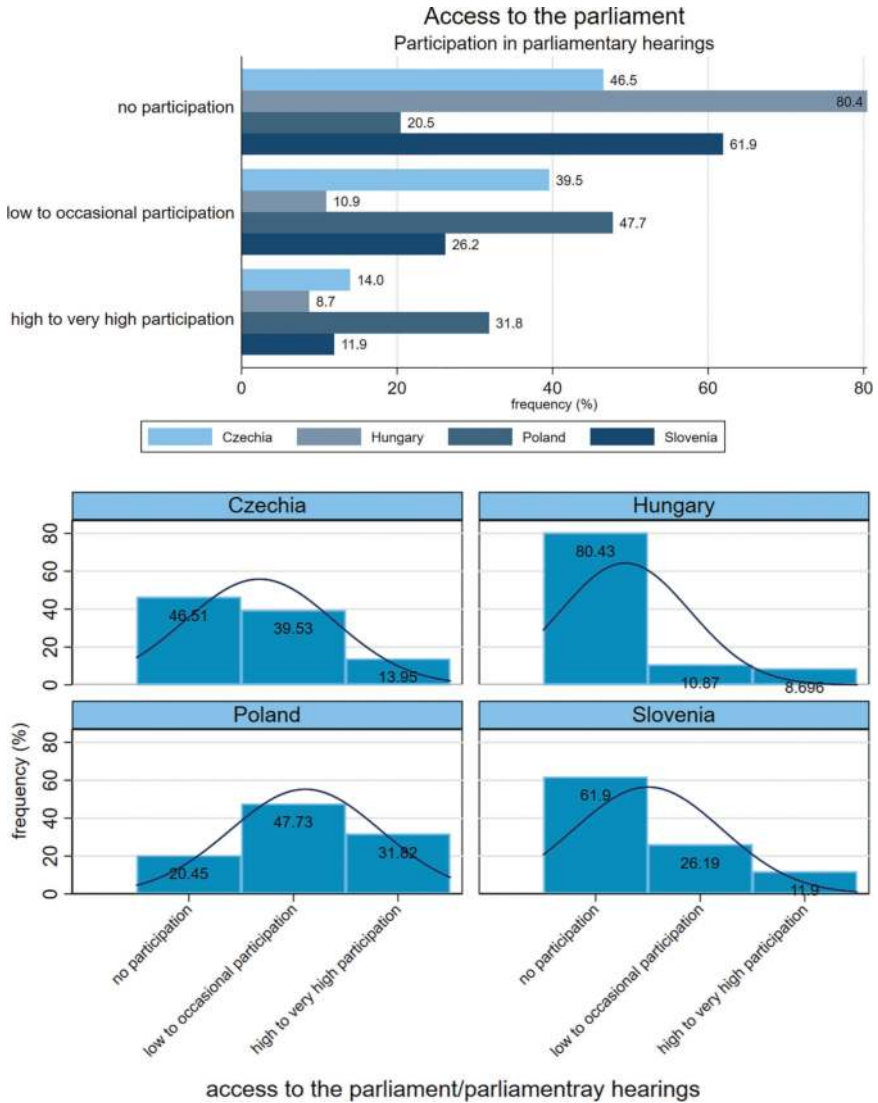 Access to the parliament
Participation in parliamentary hearings
no participation
46.5
80.4
20.5
61.9
low to occasional participation
39.5
10.9
47.7
26.2
high to very high participation
14.0
8.7
31.8
11.9
0 20 40 60 80
frequency (%)
Czechia Hungary Poland Slovenia
Czechia Hungary
80
60
40
20
0
46.51 39.53 13.95
80.43 10.87 8.696
Poland Slovenia
frequency (%)
80
60
40
20
0
20.45 47.73 31.82
61.9 26.19 11.9
no participation
low to occasional participation
high to very high participation
no participation
low to occasional participation
high to very high participation
access to the parliament/parliamentray hearings